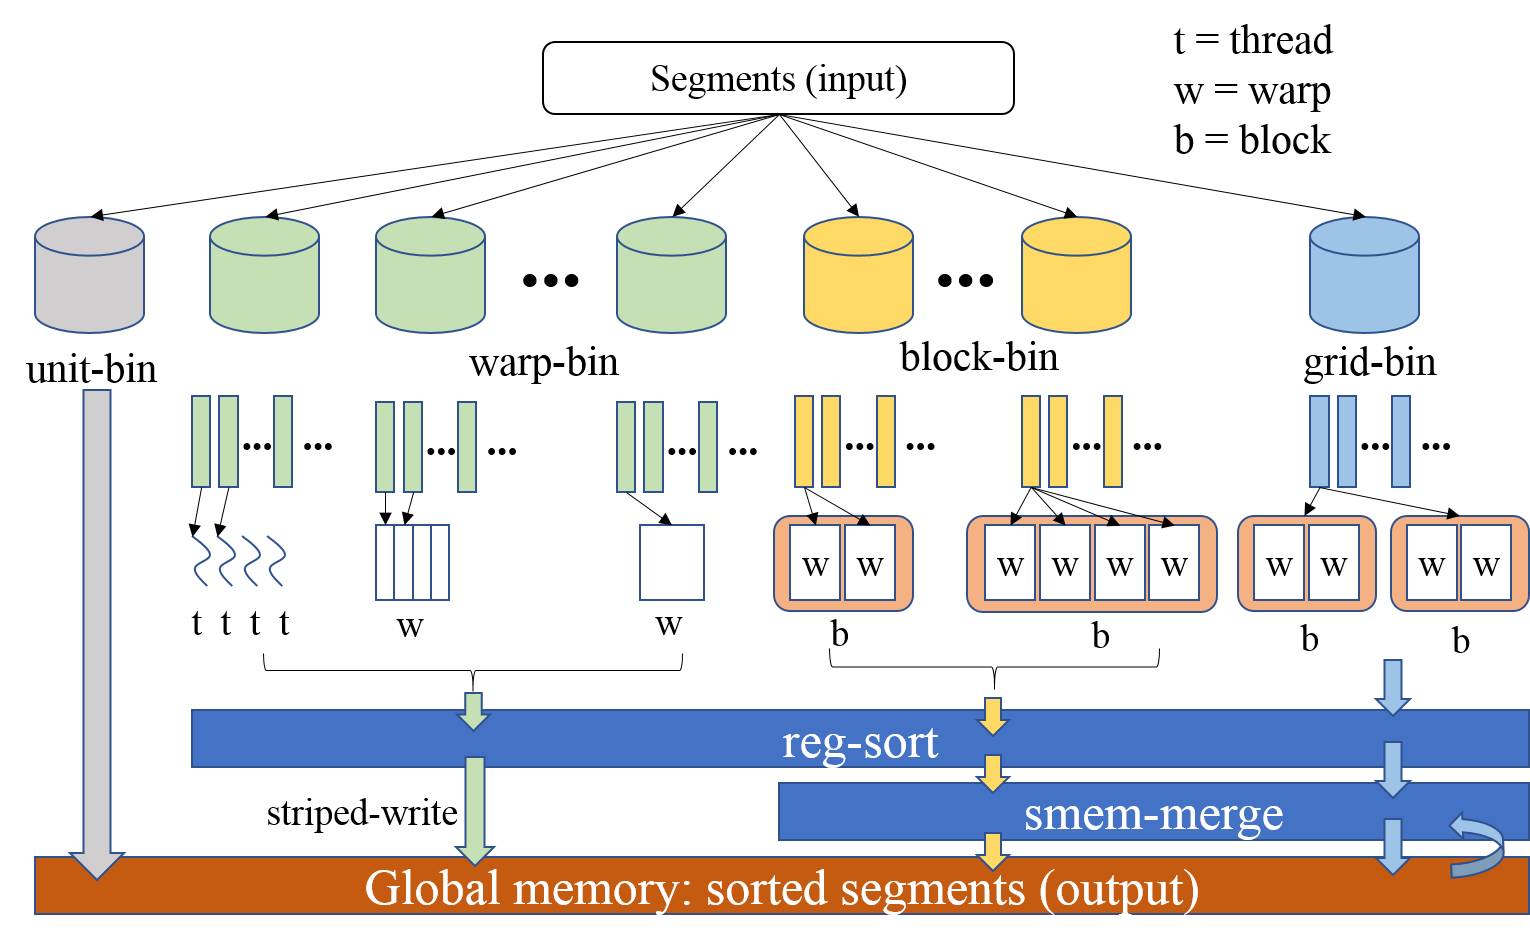 Segments (input)
t = thread
w = warp
b = block
unit-bin
warp-bin
block-bin
grid-bin
w w
w w w w
w w
w w
t t t t
w
w
b
b
b
b
reg-sort
striped-write
smem-merge
Global memory: sorted segments (output)